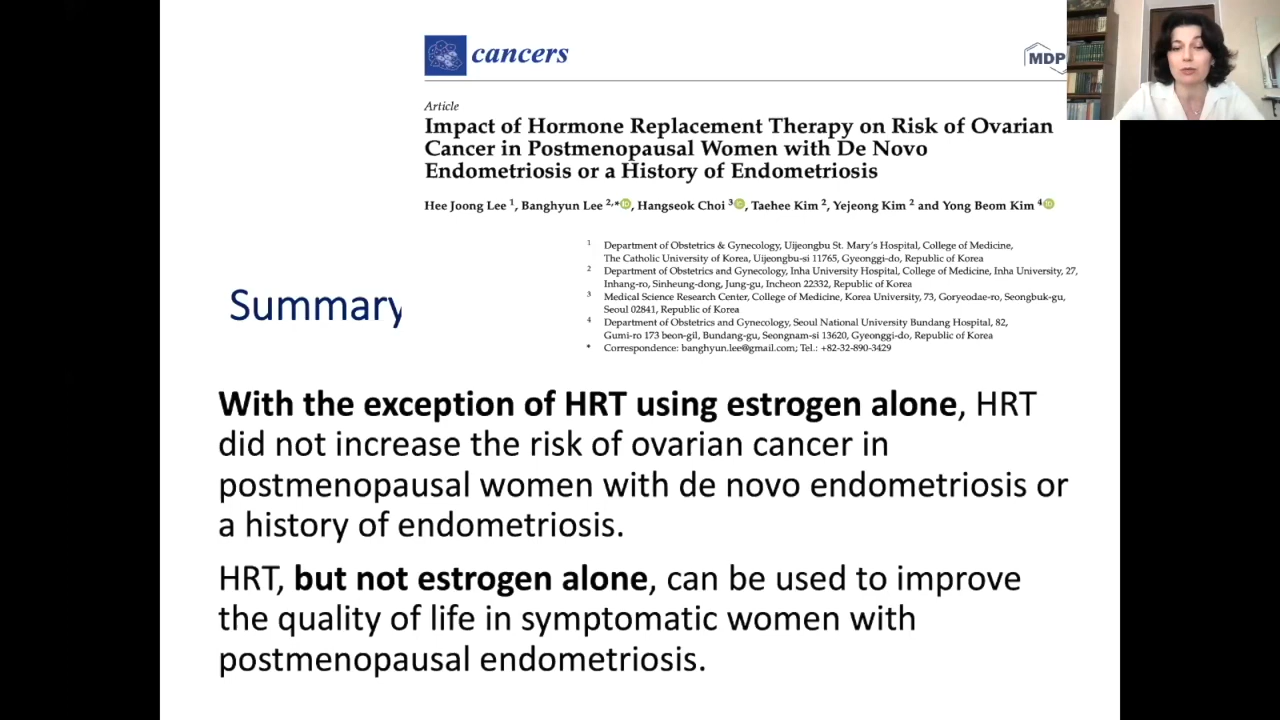 cancers
MDP
Article
Impact of Hormone Replacement Therapy on Risk of Ovarian
Cancer in Postmenopausal Women with De Novo
Endometriosis or a History of Endometriosis
Hee Joong Lee 1, Banghyun Lee 2,*, Hangseok Choi 3, Taehee Kim 2, Yejeong Kim 2 and Yong Beom Kim 4
1 Department of Obstetrics & Gynecology, Uijeongbu St. Mary's Hospital, College of Medicine,
The Catholic University of Korea, Uijeongbu-si 11765, Gyeonggi-do, Republic of Korea
2 Department of Obstetrics and Gynecology, Inha University Hospital, College of Medicine, Inha University, 27,
Inhang-ro, Sinheung-dong, Jung-gu, Incheon 22332, Republic of Korea
3 Medical Science Research Center, College of Medicine, Korea University, 73, Goryeodae-ro, Seongbuk-gu,
Seoul 02841, Republic of Korea
4 Department of Obstetrics and Gynecology, Seoul National University Bundang Hospital, 82,
Gumi-ro 173 beon-gil, Bundang-gu, Seongnam-si 13620, Gyeonggi-do, Republic of Korea
* Correspondence: banghyun.lee@gmail.com; Tel.: +82-32-890-3429
Summary
With the exception of HRT using estrogen alone, HRT
did not increase the risk of ovarian cancer in
postmenopausal women with de novo endometriosis or
a history of endometriosis.
HRT, but not estrogen alone, can be used to improve
the quality of life in symptomatic women with
postmenopausal endometriosis.